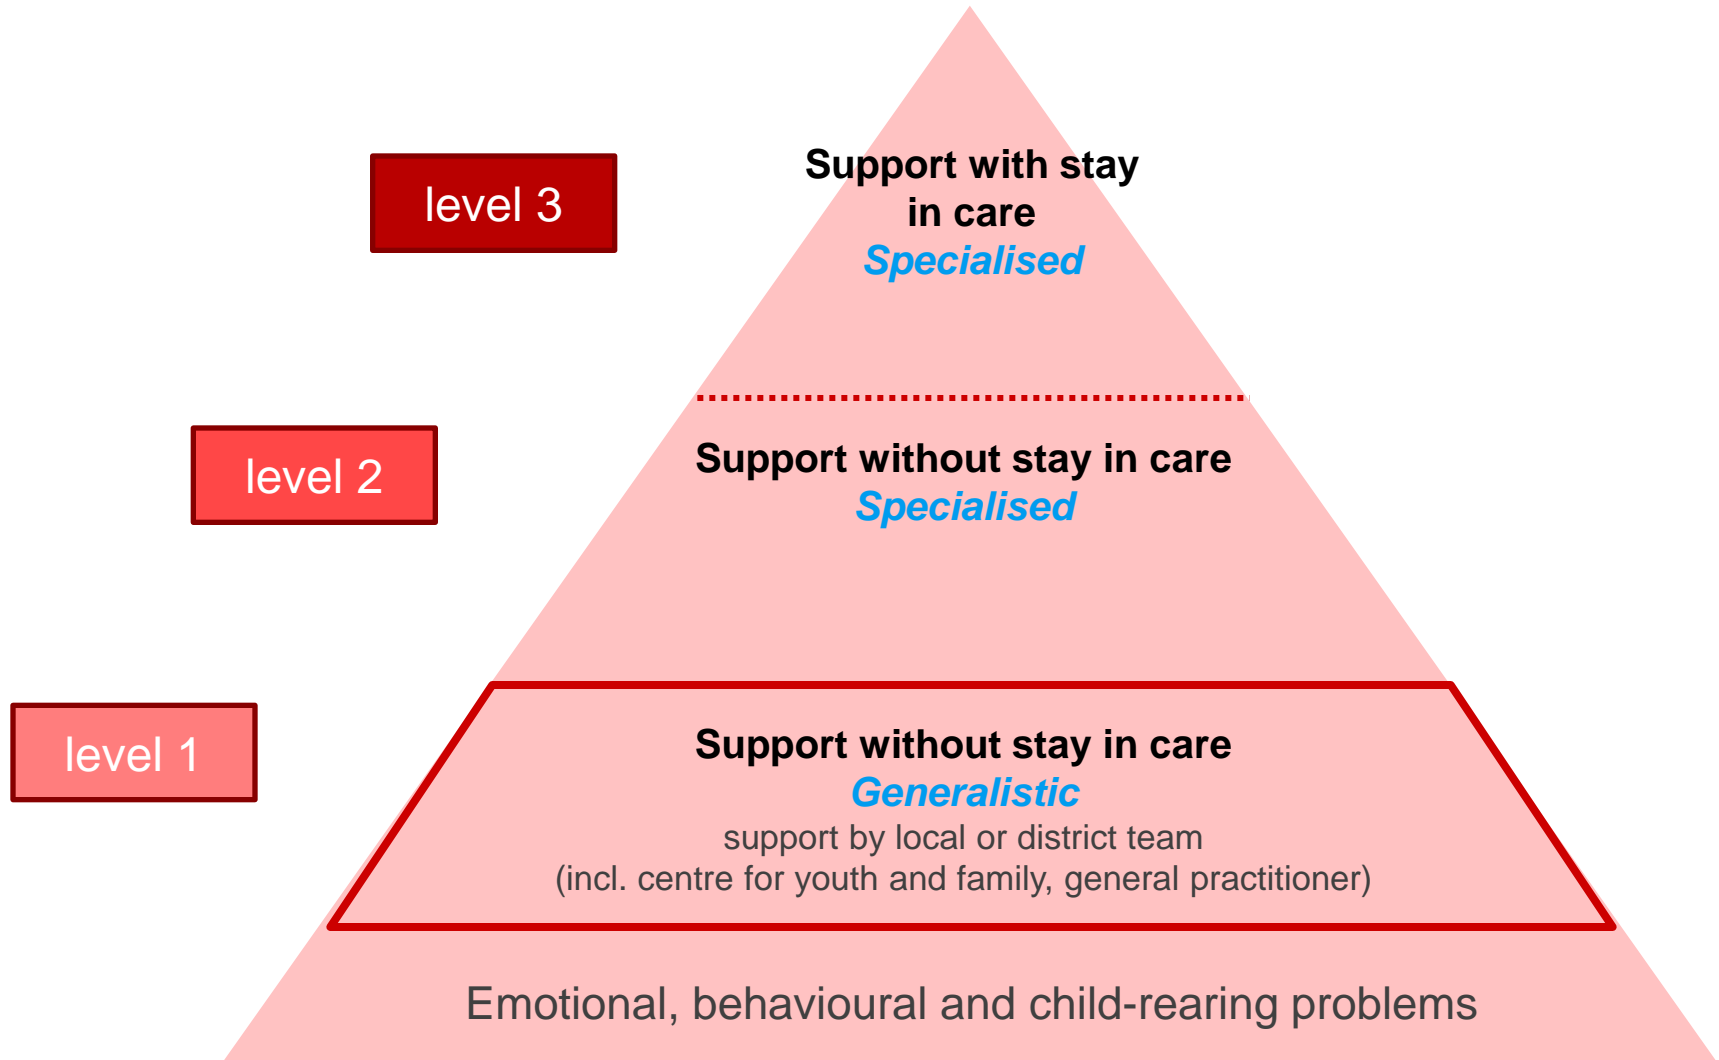 level 3
Support with stay
in care
Specialised
level 2
Support without stay in care
Specialised
level 1
Support without stay in care
Generalistic
support by local or district team
(incl. centre for youth and family, general practitioner)
Emotional, behavioural and child-rearing problems